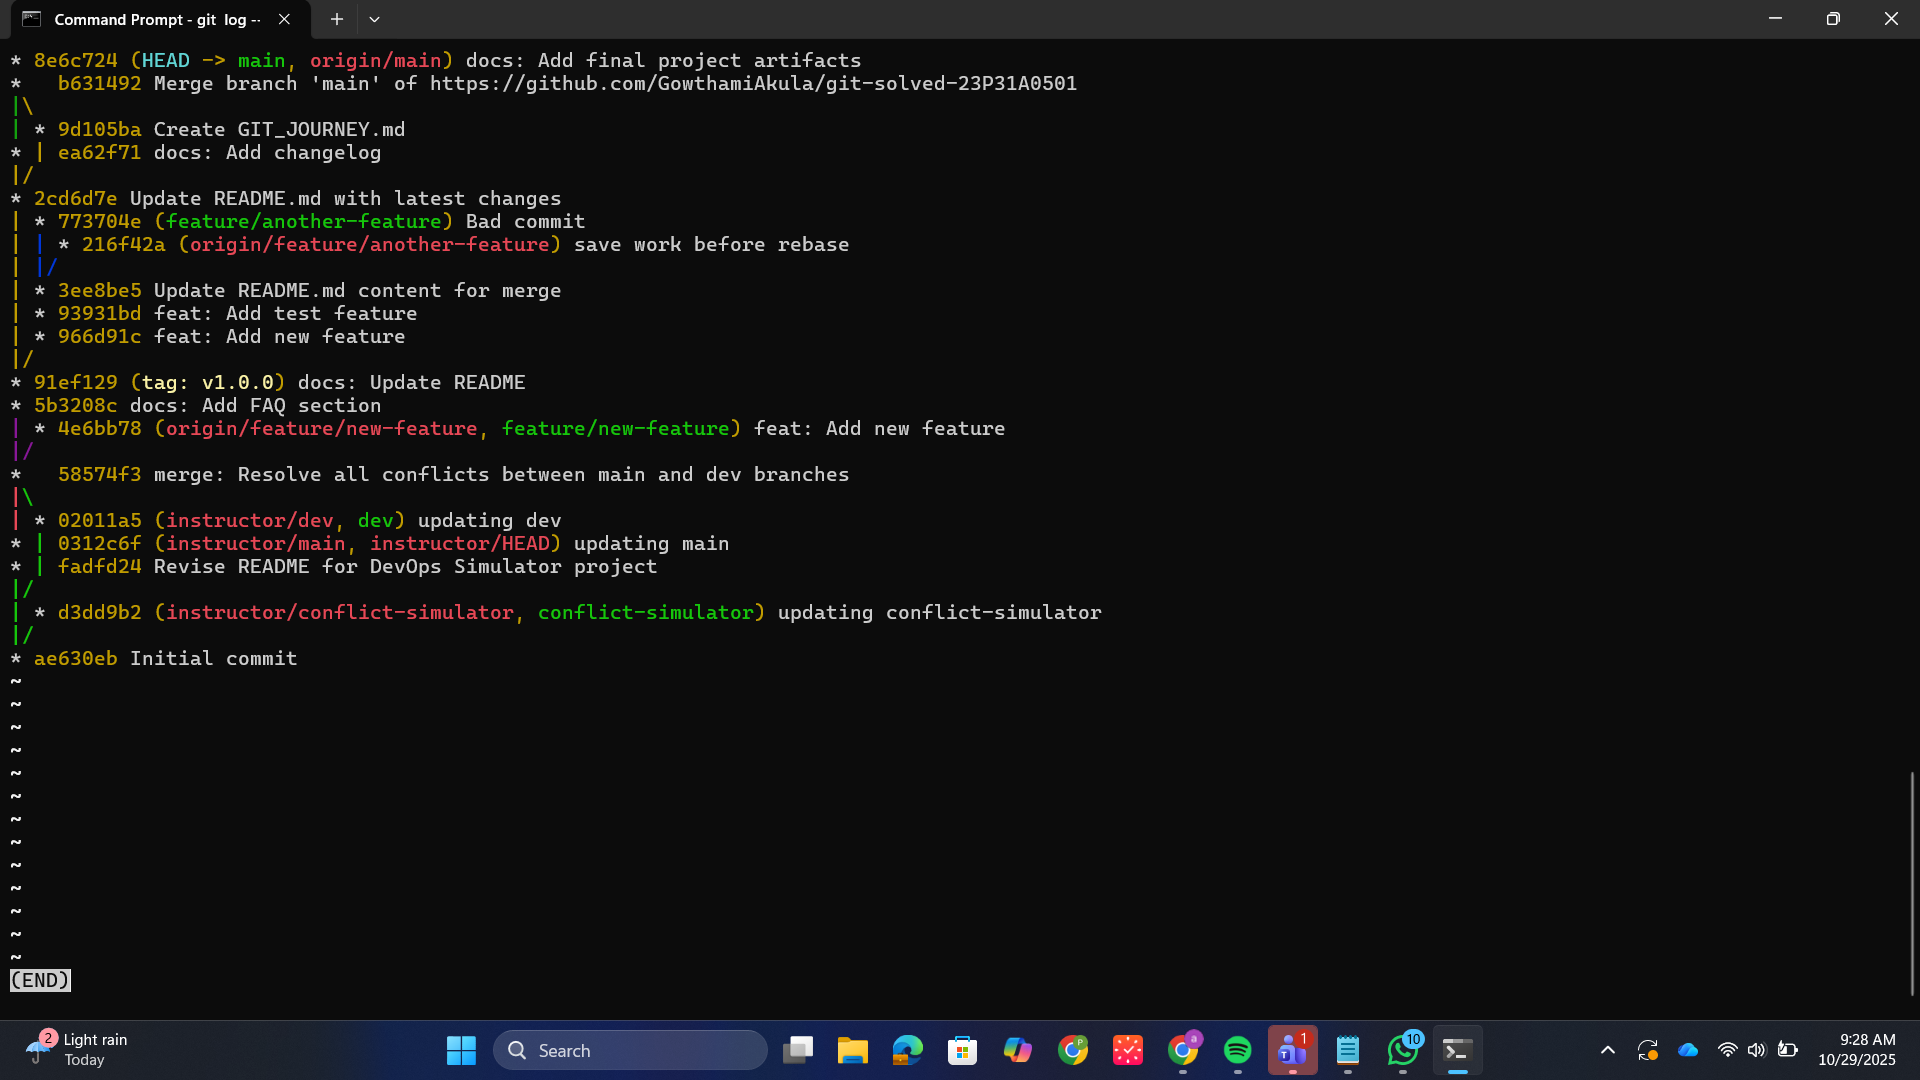 Command Prompt - git  log --
* 8e6c724 (HEAD -> main, origin/main) docs: Add final project artifacts
*   b631492 Merge branch 'main' of https://github.com/GowthamiAkula/git-solved-23P31A0501
|\
| * 9d105ba Create GIT_JOURNEY.md
* | ea62f71 docs: Add changelog
|/
* 2cd6d7e Update README.md with latest changes
| * 773704e (feature/another-feature) Bad commit
| | * 216f42a (origin/feature/another-feature) save work before rebase
| |/
| * 3ee8be5 Update README.md content for merge
| * 93931bd feat: Add test feature
| * 966d91c feat: Add new feature
|/
* 91ef129 (tag: v1.0.0) docs: Update README
* 5b3208c docs: Add FAQ section
| * 4e6bb78 (origin/feature/new-feature, feature/new-feature) feat: Add new feature
|/
*   58574f3 merge: Resolve all conflicts between main and dev branches
|\
| * 02011a5 (instructor/dev, dev) updating dev
* | 0312c6f (instructor/main, instructor/HEAD) updating main
* | fadfd24 Revise README for DevOps Simulator project
|/
| * d3dd9b2 (instructor/conflict-simulator, conflict-simulator) updating conflict-simulator
|/
* ae630eb Initial commit
~
~
~
~
~
~
~
~
~
~
~
~
~
(END)
2
Light rain
Today
Search
P
a
1
T
10
9:28 AM
10/29/2025